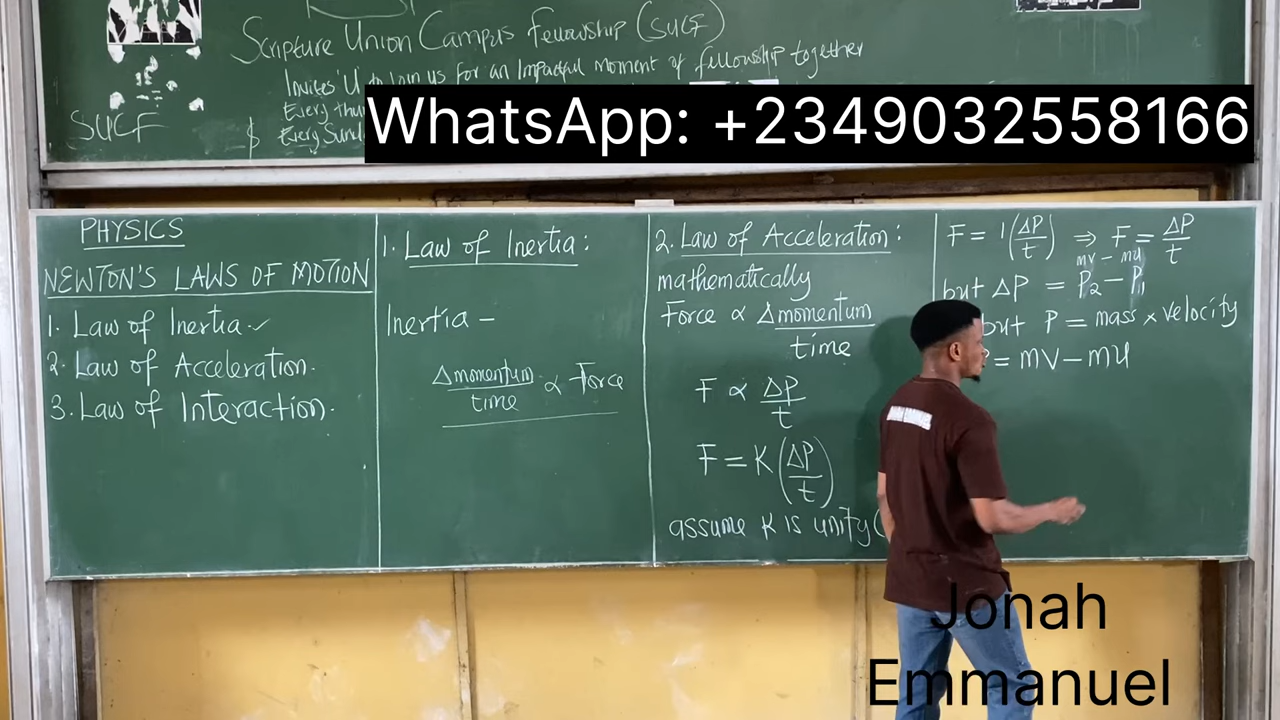 Scripture Union Campus Fellowship (SUCF)
Invites U to Join us for an Impactful moment of fellowship together
Every
SUCF
$ Every Sund
WhatsApp: +2349032558166
PHYSICS
NEWTON'S LAWS OF MOTION
1. Law of Inertia ✓
2. Law of Acceleration.
3. Law of Interaction.
1. Law of Inertia:
Inertia –
Δmomentum/time ∝ Force
2. Law of Acceleration:
mathematically
Force ∝ Δmomentum/time
F ∝ ΔP/t
F = K(ΔP/t)
assume K is unity(
F = 1(ΔP/t) ⇒ F = ΔP/t
mv – mu
but ΔP = P₂ – P₁
but P = mass × velocity
= mV – mU
Jonah
Emmanuel